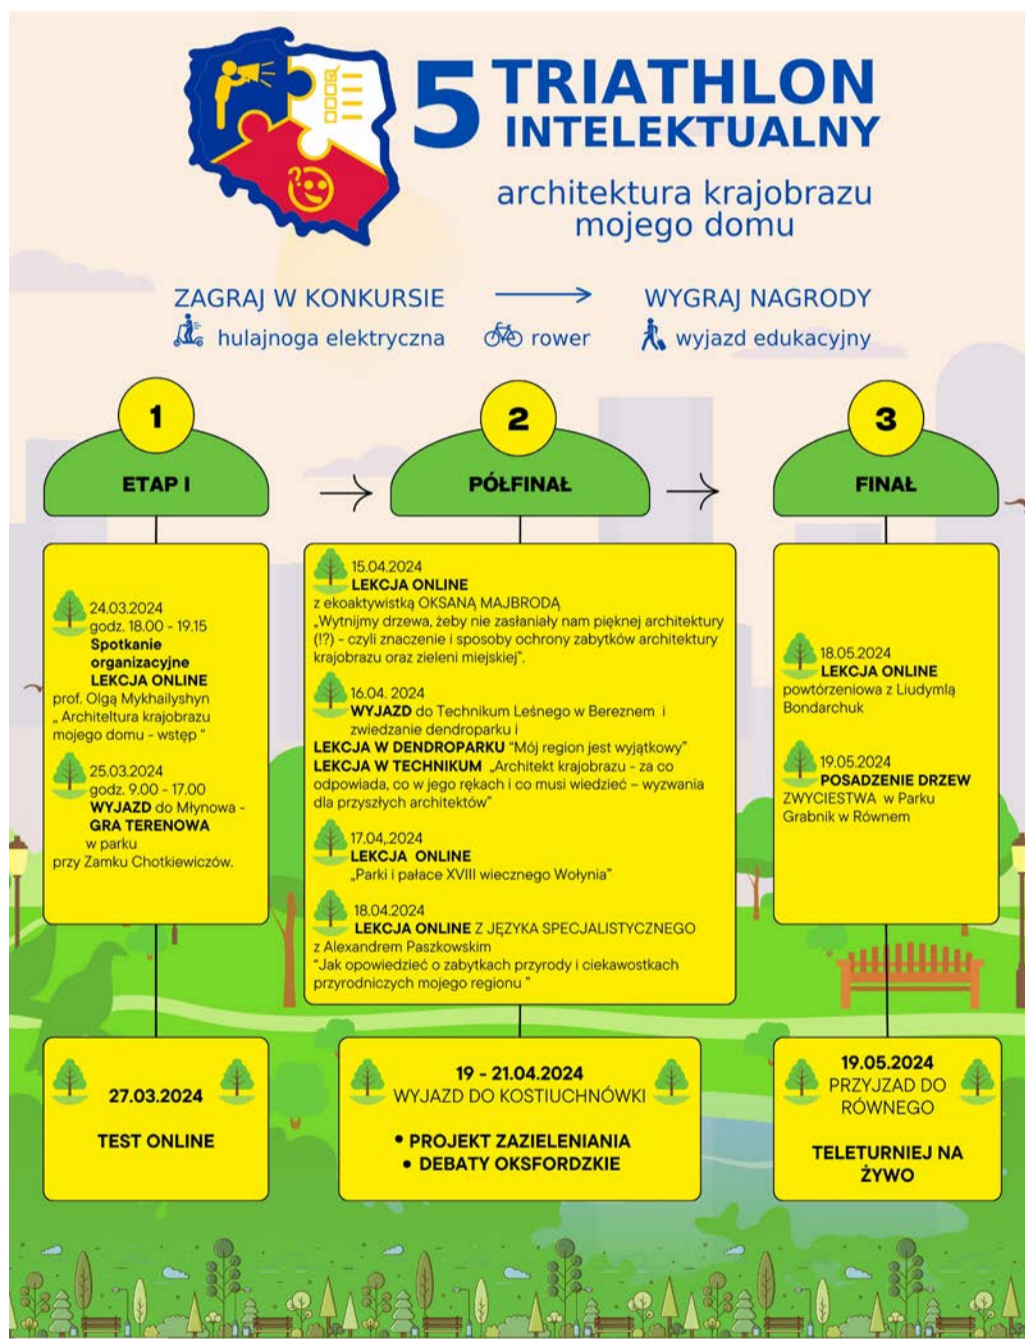 5 TRIATHLON
INTELEKTUALNY
architektura krajobrazu
mojego domu
ZAGRAJ W KONKURSIE
WYGRAJ NAGRODY
hulajnoga elektryczna
rower
wyjazd edukacyjny
1
ETAP I
24.03.2024
godz. 18.00 - 19.15
Spotkanie
organizacyjne
LEKCJA ONLINE
prof. Olgą Mykhailyshyn
„ Architeltura krajobrazu
mojego domu - wstęp "
25.03.2024
godz. 9.00 - 17.00
WYJAZD do Młynowa -
GRA TERENOWA
w parku
przy Zamku Chotkiewiczów.
27.03.2024
TEST ONLINE
2
PÓŁFINAŁ
15.04.2024
LEKCJA ONLINE
z ekoaktywistką OKSANĄ MAJBRODĄ
„Wytnijmy drzewa, żeby nie zasłaniały nam pięknej architektury
(!?) - czyli znaczenie i sposoby ochrony zabytków architektury
krajobrazu oraz zieleni miejskiej".
16.04. 2024
WYJAZD do Technikum Leśnego w Bereznem i
zwiedzanie dendroparku i
LEKCJA W DENDROPARKU "Mój region jest wyjątkowy"
LEKCJA W TECHNIKUM „Architekt krajobrazu - za co
odpowiada, co w jego rękach i co musi wiedzieć – wyzwania
dla przyszłych architektów"
17.04,.2024
LEKCJA ONLINE
„Parki i pałace XVIII wiecznego Wołynia"
18.04.2024
LEKCJA ONLINE Z JĘZYKA SPECJALISTYCZNEGO
z Alexandrem Paszkowskim
"Jak opowiedzieć o zabytkach przyrody i ciekawostkach
przyrodniczych mojego regionu "
19 - 21.04.2024
WYJAZD DO KOSTIUCHNÓWKI
• PROJEKT ZAZIELENIANIA
• DEBATY OKSFORDZKIE
3
FINAŁ
18.05.2024
LEKCJA ONLINE
powtórzeniowa z Liudymlą
Bondarchuk
19.05.2024
POSADZENIE DRZEW
ZWYCIESTWA w Parku
Grabnik w Równem
19.05.2024
PRZYJZAD DO
RÓWNEGO
TELETURNIEJ NA
ŻYWO